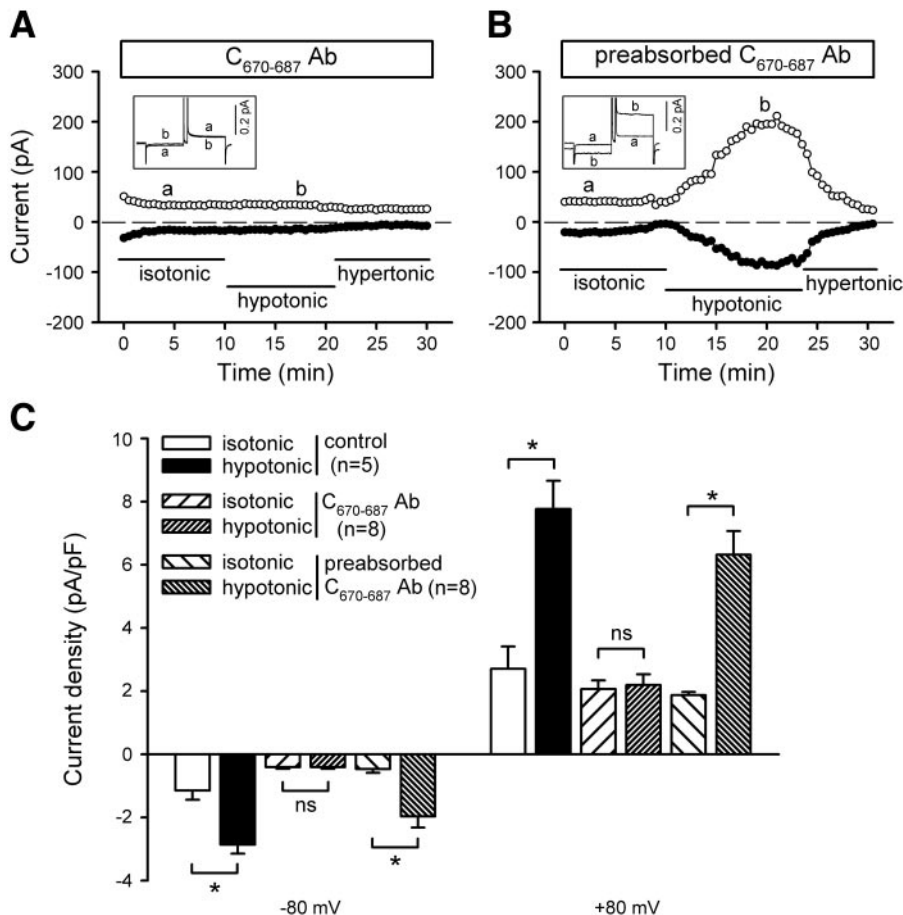 A
C670-687 Ab
300
200
100
0
-100
-200
Current (pA)
b
a
a
b
0.2 pA
a
b
isotonic
hypotonic
hypertonic
0
5
10
15
20
25
30
Time (min)
B
preabsorbed C670-687 Ab
300
200
100
0
-100
-200
b
a
b
a
0.2 pA
a
b
isotonic
hypotonic
hypertonic
0
5
10
15
20
25
30
Time (min)
C
Current density (pA/pF)
10
8
6
4
2
0
-2
-4
isotonic
hypotonic
control
(n=5)
isotonic
hypotonic
C670-687 Ab
(n=8)
isotonic
hypotonic
preabsorbed
C670-687 Ab (n=8)
*
ns
*
*
ns
*
-80 mV
+80 mV